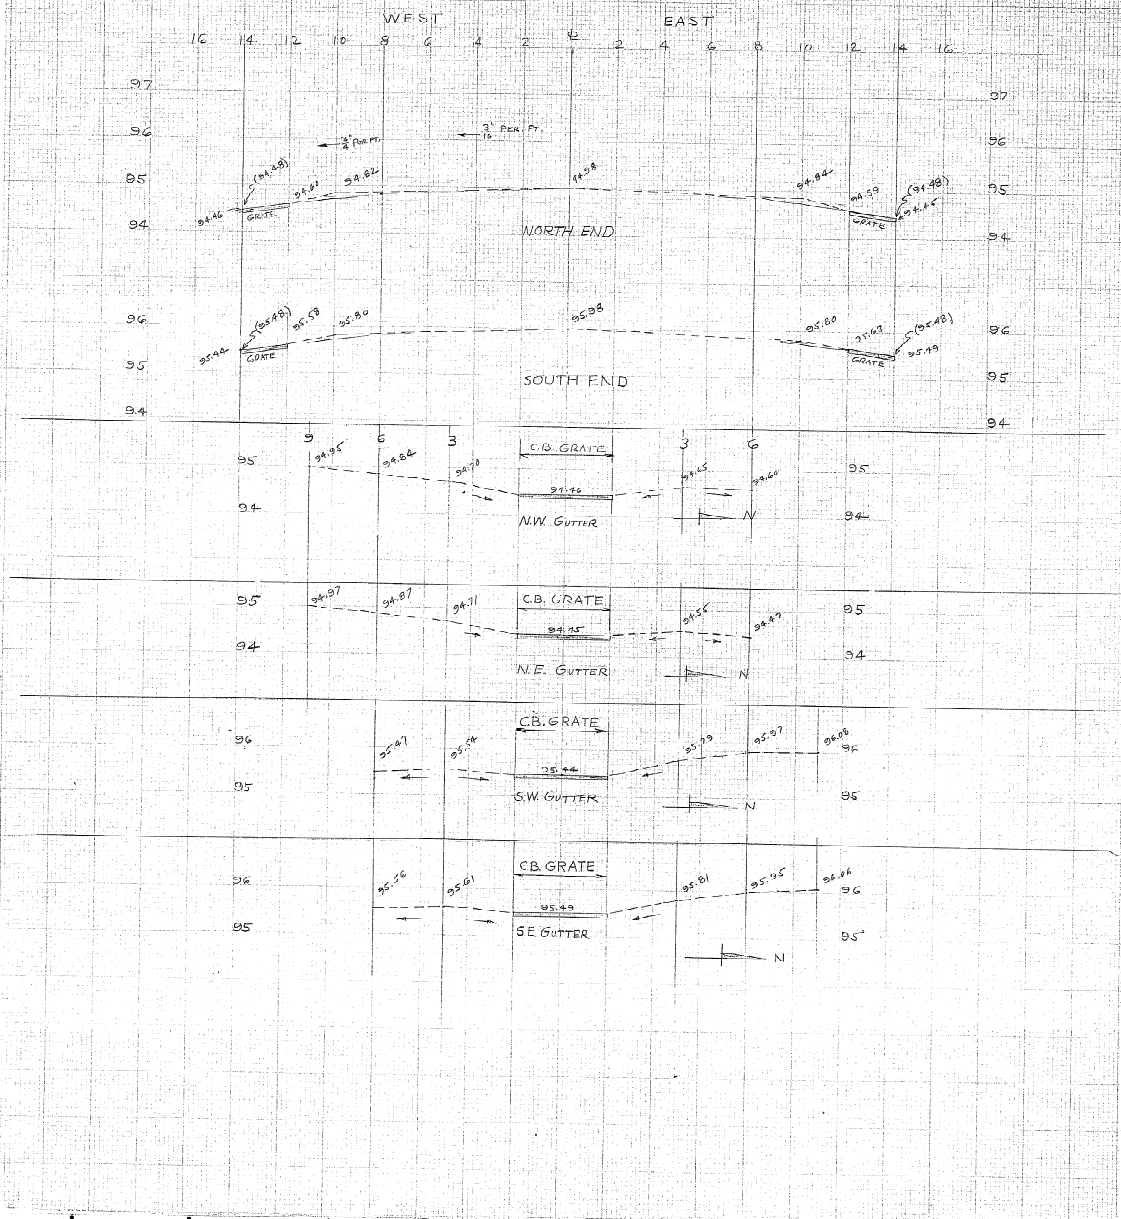 WEST EAST
16 14 12 10 8 6 4 2 ℄ 2 4 6 8 10 12 14 16
97 97
96 3/16" PER. FT. 96
1/4" PER FT.
95 (94.48) 94.60 94.82 94.98 94.84 94.59 (94.48) 95
94.46 GRATE GRATE 94.45
94 NORTH END 94
96 (95.48) 95.58 95.80 95.98 95.80 95.63 (95.48) 96
95.44 GRATE GRATE 95.49
95 SOUTH END 95
94 94
9 6 3 C.B. GRATE 3 6
95 94.95 94.84 94.70 94.46 94.65 94.60 95
94 N.W. GUTTER N 94
95 94.97 94.87 94.71 C.B. GRATE 94.55 94.47 95
94.45
94 N.E. GUTTER N 94
C.B. GRATE
96 95.47 95.54 95.44 95.79 95.97 96.08 96
95 S.W. GUTTER N 95
CB. GRATE
96 95.56 95.61 95.49 95.81 95.95 96.06 96
95 S E GUTTER 95
N